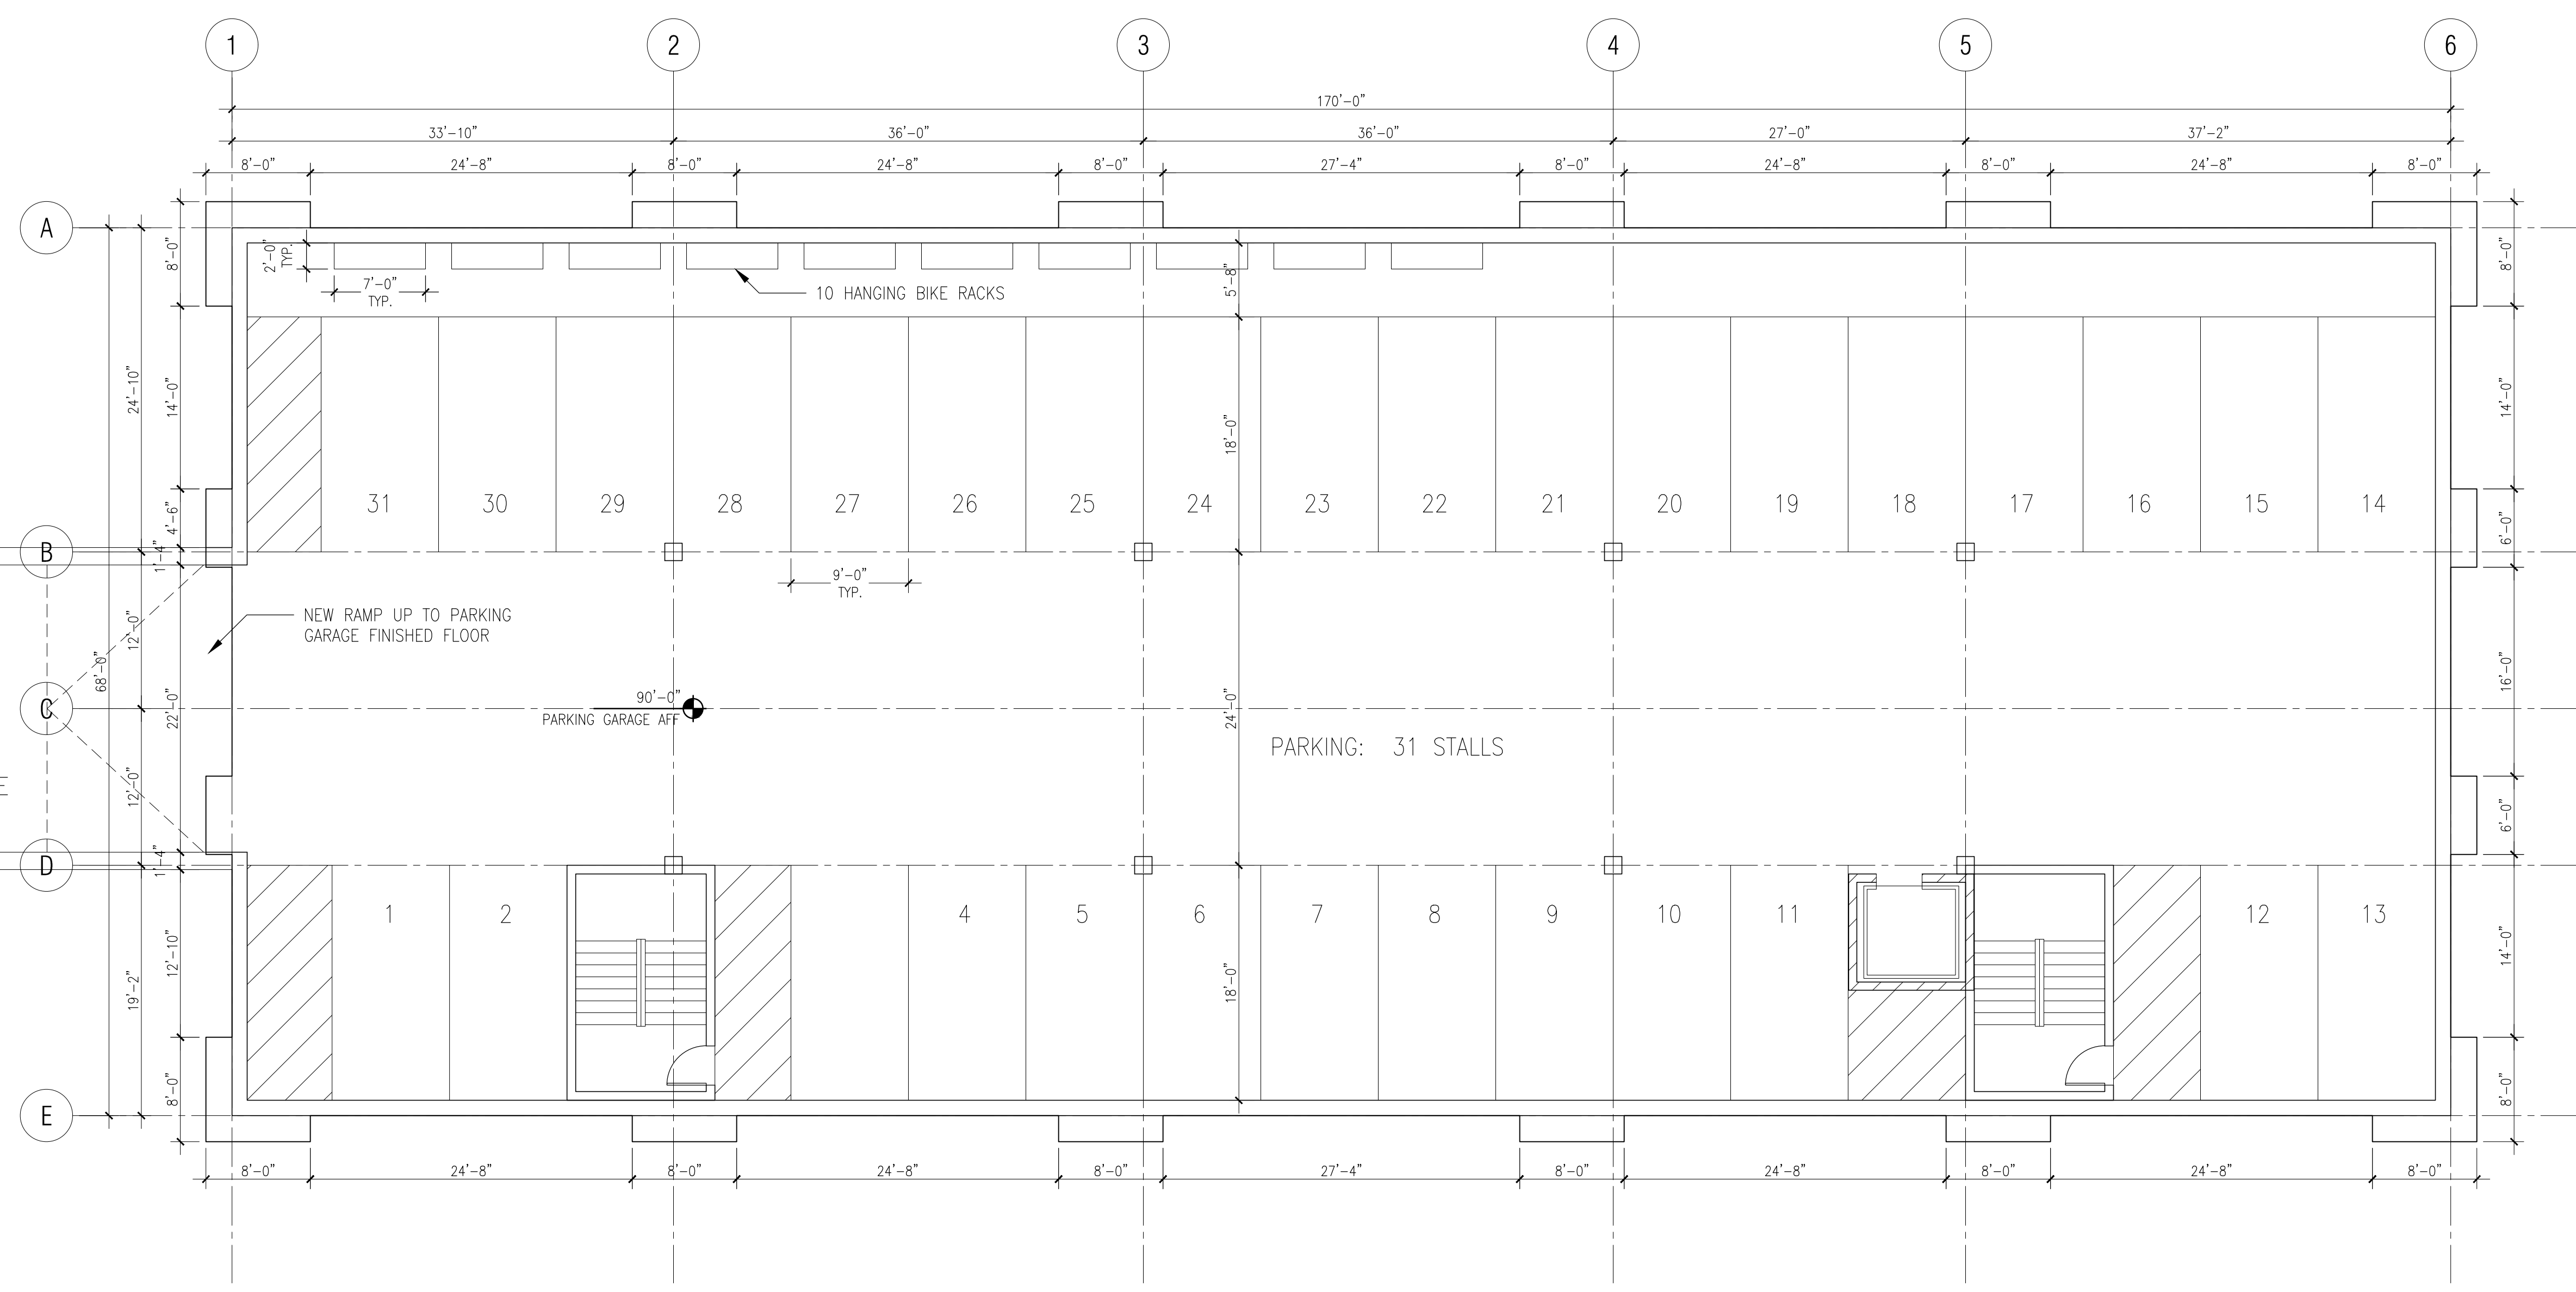 1 2 3 4 5 6
170'-0"
33'-10" 36'-0" 36'-0" 27'-0" 37'-2"
8'-0" 24'-8" 8'-0" 24'-8" 8'-0" 27'-4" 8'-0" 24'-8" 8'-0" 24'-8" 8'-0"
A
B
C
D
E
68'-0"
24'-10"
12'-0"
12'-0"
19'-2"
8'-0"
14'-0"
4'-6"
1'-4"
22'-0"
1'-4"
12'-10"
8'-0"
2'-0"
TYP.
7'-0"
TYP.
10 HANGING BIKE RACKS
5'-8"
18'-0"
31 30 29 28 27 26 25 24 23 22 21 20 19 18 17 16 15 14
9'-0"
TYP.
NEW RAMP UP TO PARKING
GARAGE FINISHED FLOOR
90'-0"
PARKING GARAGE AFF
24'-0"
PARKING: 31 STALLS
1 2 4 5 6 7 8 9 10 11 12 13
18'-0"
8'-0"
14'-0"
6'-0"
16'-0"
6'-0"
14'-0"
8'-0"
8'-0" 24'-8" 8'-0" 24'-8" 8'-0" 27'-4" 8'-0" 24'-8" 8'-0" 24'-8" 8'-0"